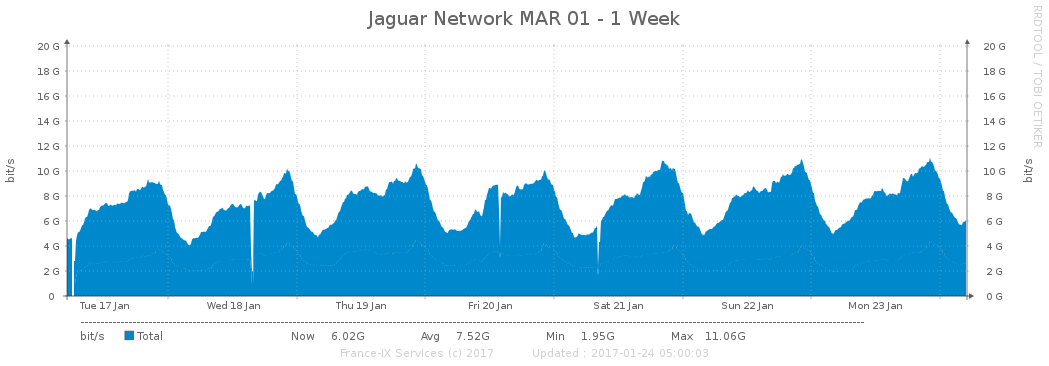 Jaguar Network MAR 01 - 1 Week
RRDTOOL / TOBI OETIKER
bit/s
20 G 20 G
18 G 18 G
16 G 16 G
14 G 14 G
12 G 12 G
10 G 10 G
8 G 8 G
6 G 6 G
4 G 4 G
2 G 2 G
0 0 G
bit/s
Tue 17 Jan Wed 18 Jan Thu 19 Jan Fri 20 Jan Sat 21 Jan Sun 22 Jan Mon 23 Jan
bit/s Total Now 6.02G Avg 7.52G Min 1.95G Max 11.06G
France-IX Services (c) 2017 Updated : 2017-01-24 05:00:03